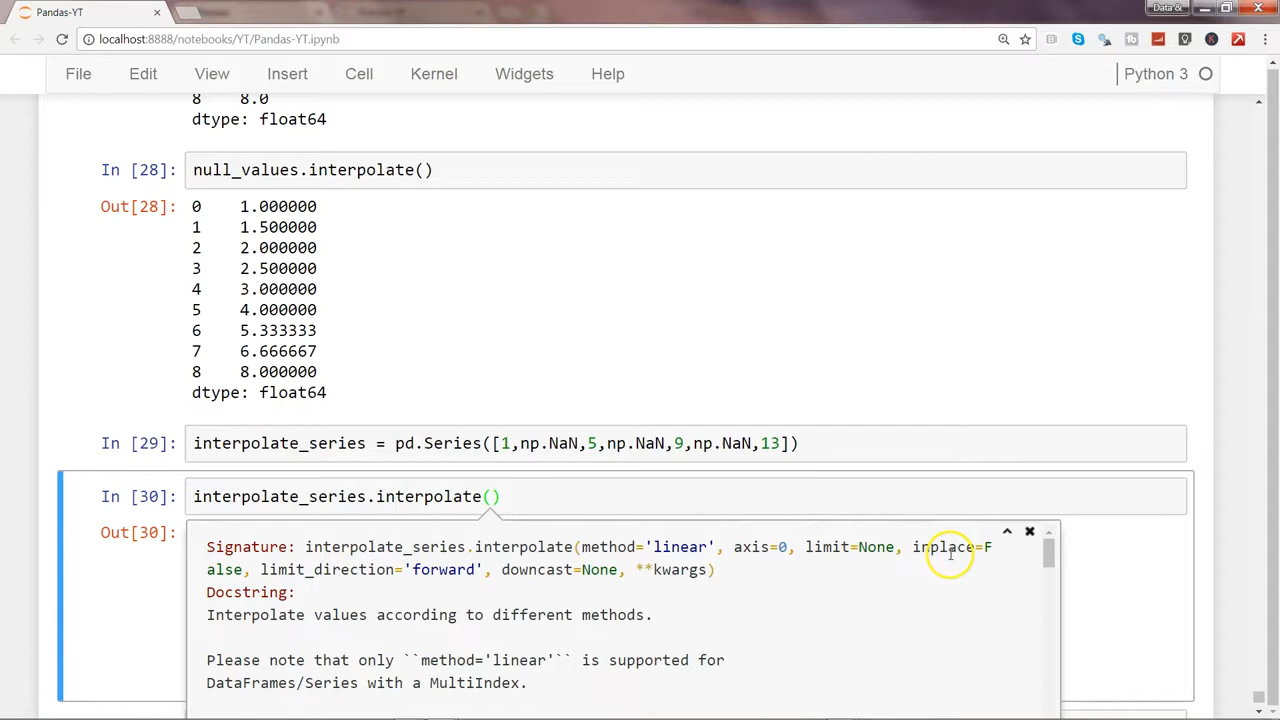 Pandas-YT
Data &
localhost:8888/notebooks/YT/Pandas-YT.ipynb
File Edit View Insert Cell Kernel Widgets Help
Python 3
8 8.0
dtype: float64
In [28]: null_values.interpolate()
Out[28]: 0 1.000000
1 1.500000
2 2.000000
3 2.500000
4 3.000000
5 4.000000
6 5.333333
7 6.666667
8 8.000000
dtype: float64
In [29]: interpolate_series = pd.Series([1,np.NaN,5,np.NaN,9,np.NaN,13])
In [30]: interpolate_series.interpolate()
Out[30]:
Signature: interpolate_series.interpolate(method='linear', axis=0, limit=None, inplace=F
alse, limit_direction='forward', downcast=None, **kwargs)
Docstring:
Interpolate values according to different methods.
Please note that only ``method='linear'`` is supported for
DataFrames/Series with a MultiIndex.